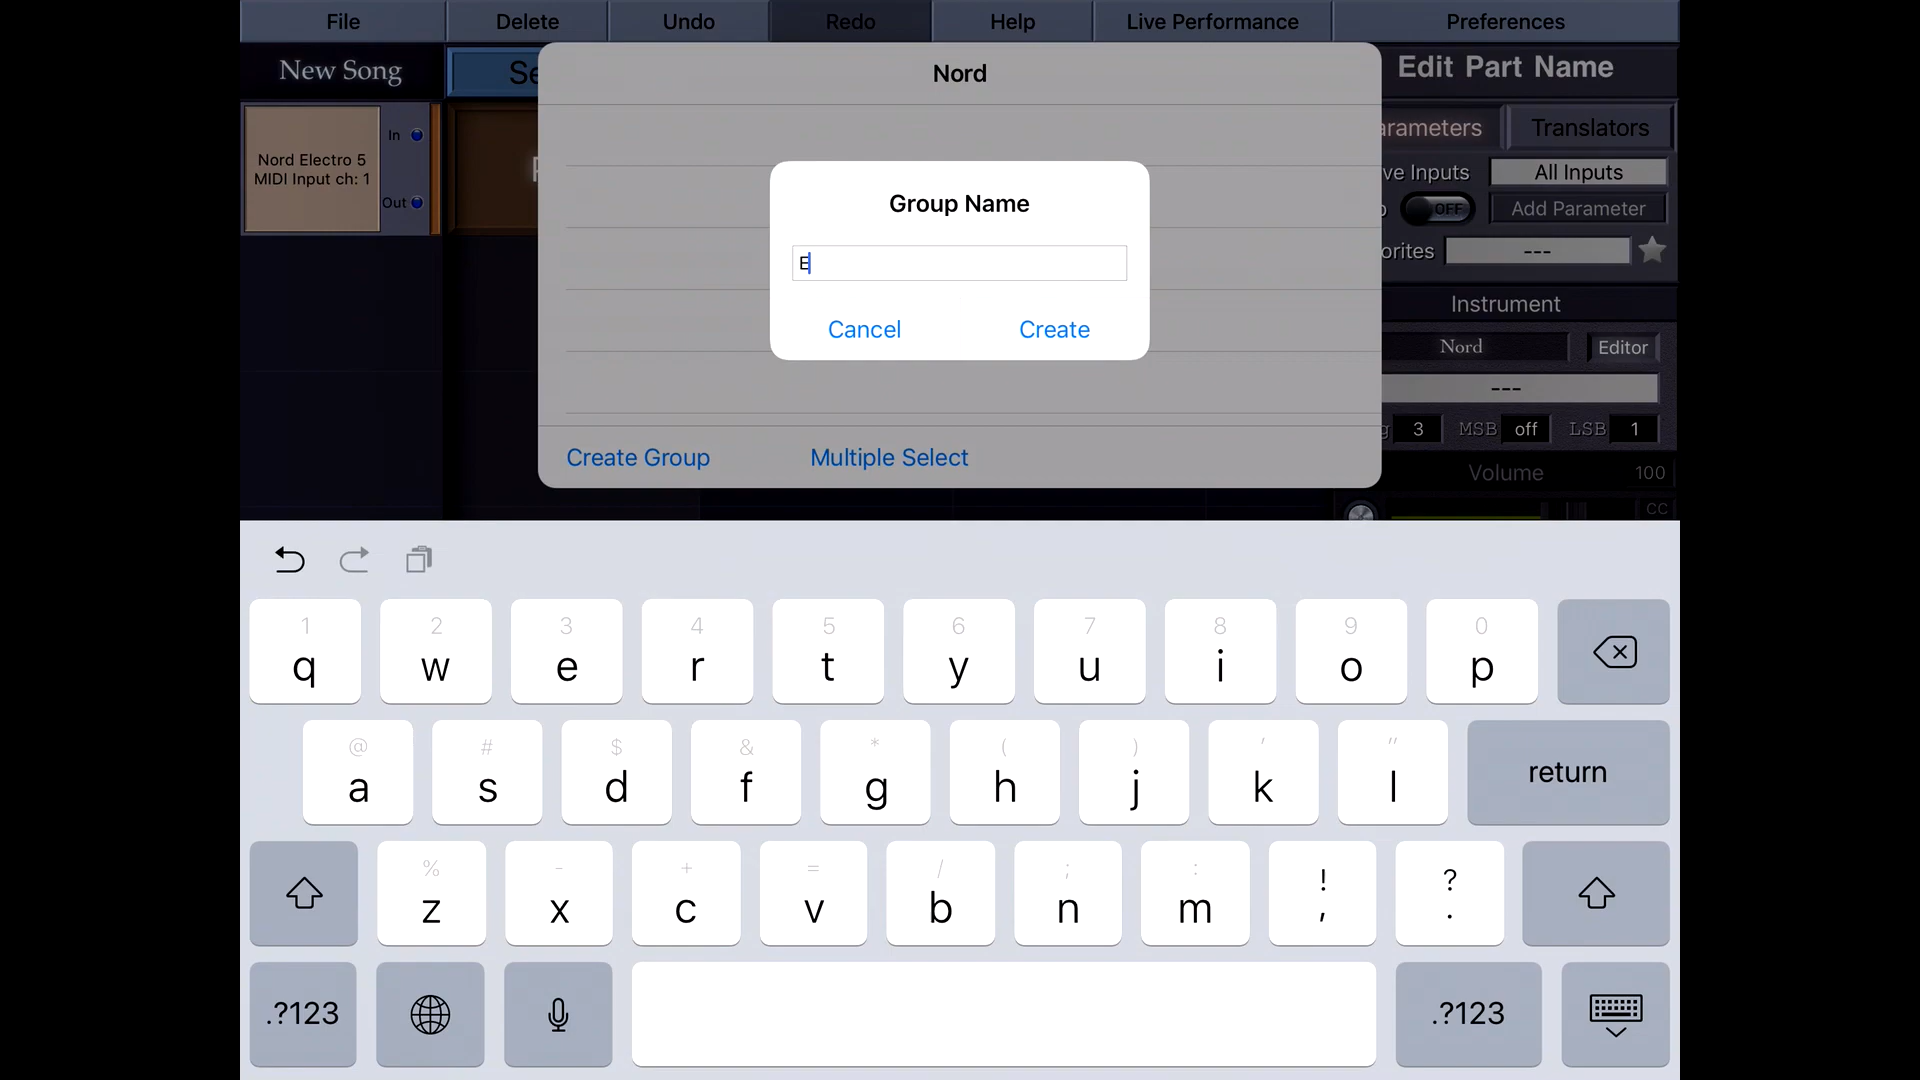 File Delete Undo Redo Help Live Performance Preferences
New Song
Se
Nord
Edit Part Name
Nord Electro 5
MIDI Input ch: 1
In
Out
Group Name
E
Cancel Create
Create Group Multiple Select
arameters Translators
ve Inputs All Inputs
OFF Add Parameter
orites ---
Instrument
Nord Editor
---
g 3 MSB off LSB 1
Volume 100
CC
1 2 3 4 5 6 7 8 9 0
q w e r t y u i o p
@ # $ & * ( ) ' "
a s d f g h j k l return
% - + = / ; : ! ?
z x c v b n m , .
.?123 .?123